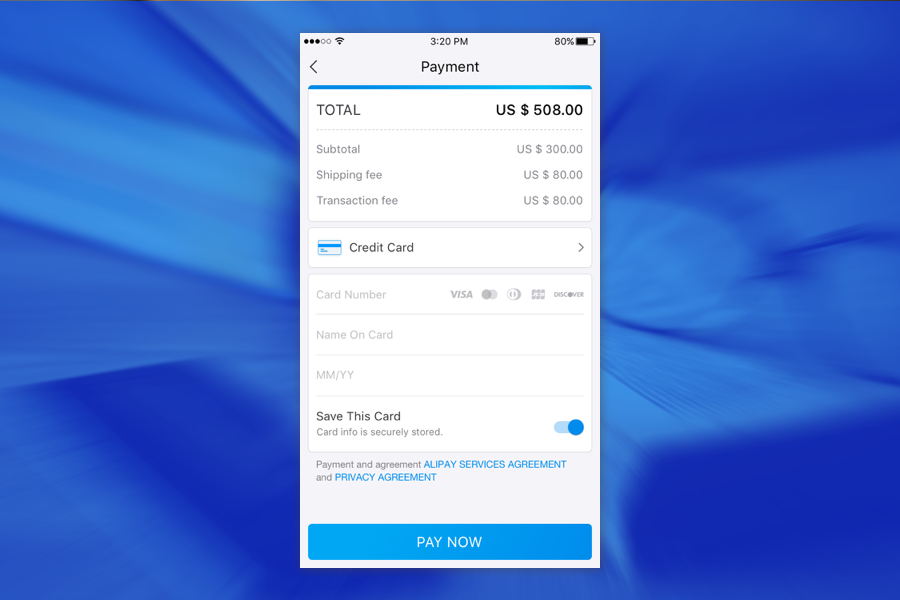 3:20 PM 80%
Payment
TOTAL US $ 508.00
Subtotal US $ 300.00
Shipping fee US $ 80.00
Transaction fee US $ 80.00
Credit Card
Card Number VISA JCB DISCOVER
Name On Card
MM/YY
Save This Card
Card info is securely stored.
Payment and agreement ALIPAY SERVICES AGREEMENT
and PRIVACY AGREEMENT
PAY NOW